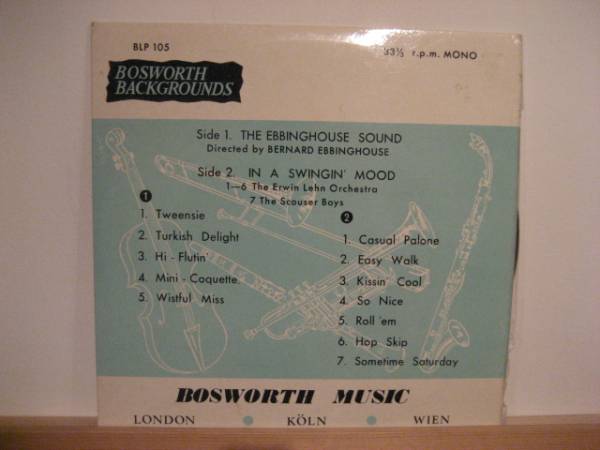 BLP 105
33⅓ r.p.m. MONO
BOSWORTH
BACKGROUNDS
Side 1. THE EBBINGHOUSE SOUND
Directed by BERNARD EBBINGHOUSE
Side 2. IN A SWINGIN' MOOD
1—6 The Erwin Lehn Orchestra
7 The Scouser Boys
1
1. Tweensie
2. Turkish Delight
3. Hi - Flutin'
4. Mini - Coquette
5. Wistful Miss
2
1. Casual Palone
2. Easy Walk
3. Kissin' Cool
4. So Nice
5. Roll 'em
6. Hop Skip
7. Sometime Saturday
BOSWORTH MUSIC
LONDON • KÖLN • WIEN